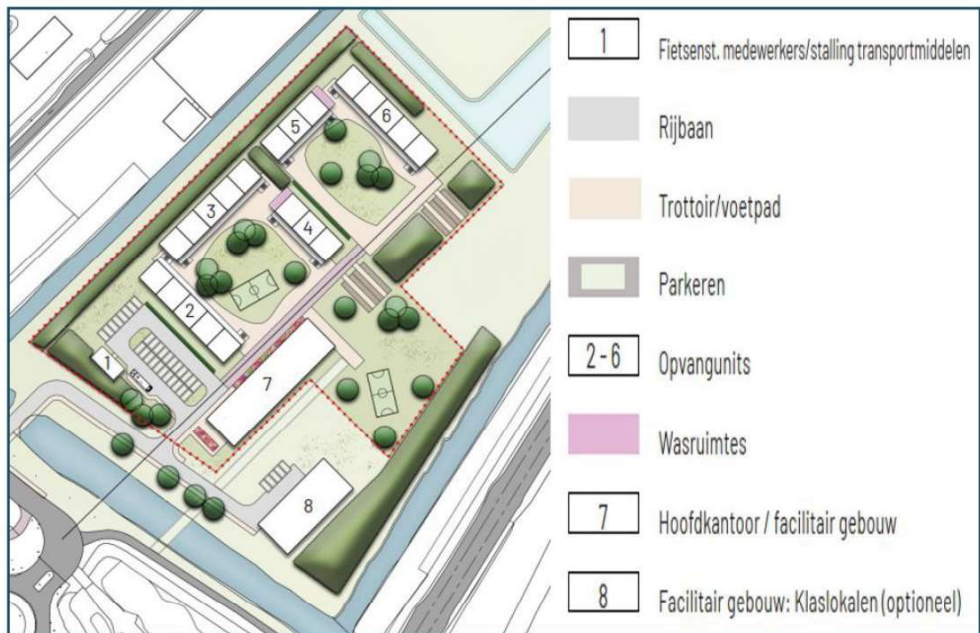 6
5
3
4
2
1
7
8
1 Fietsenst. medewerkers/stalling transportmiddelen
Rijbaan
Trottoir/voetpad
Parkeren
2 - 6 Opvangunits
Wasruimtes
7 Hoofdkantoor / facilitair gebouw
8 Facilitair gebouw: Klaslokalen (optioneel)